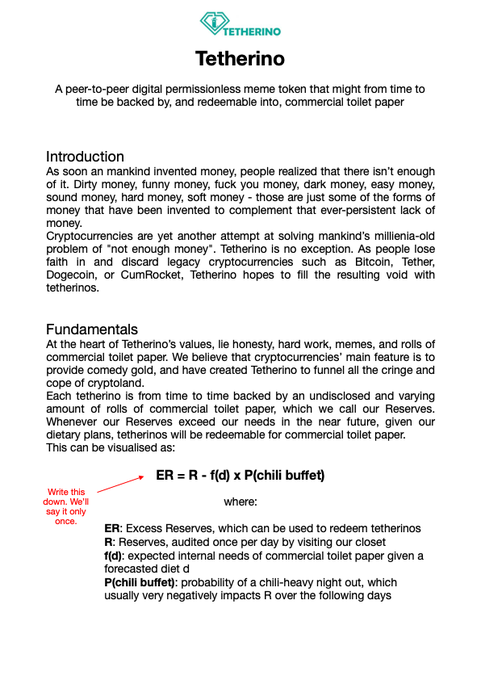 TETHERINO
Tetherino
A peer-to-peer digital permissionless meme token that might from time to
time be backed by, and redeemable into, commercial toilet paper
Introduction
As soon an mankind invented money, people realized that there isn't enough
of it. Dirty money, funny money, fuck you money, dark money, easy money,
sound money, hard money, soft money - those are just some of the forms of
money that have been invented to complement that ever-persistent lack of
money.
Cryptocurrencies are yet another attempt at solving mankind's millienia-old
problem of "not enough money". Tetherino is no exception. As people lose
faith in and discard legacy cryptocurrencies such as Bitcoin, Tether,
Dogecoin, or CumRocket, Tetherino hopes to fill the resulting void with
tetherinos.
Fundamentals
At the heart of Tetherino's values, lie honesty, hard work, memes, and rolls of
commercial toilet paper. We believe that cryptocurrencies' main feature is to
provide comedy gold, and have created Tetherino to funnel all the cringe and
cope of cryptoland.
Each tetherino is from time to time backed by an undisclosed and varying
amount of rolls of commercial toilet paper, which we call our Reserves.
Whenever our Reserves exceed our needs in the near future, given our
dietary plans, tetherinos will be redeemable for commercial toilet paper.
This can be visualised as:
ER = R - f(d) x P(chili buffet)
Write this
down. We'll
say it only
once.
where:
ER: Excess Reserves, which can be used to redeem tetherinos
R: Reserves, audited once per day by visiting our closet
f(d): expected internal needs of commercial toilet paper given a
forecasted diet d
P(chili buffet): probability of a chili-heavy night out, which
usually very negatively impacts R over the following days